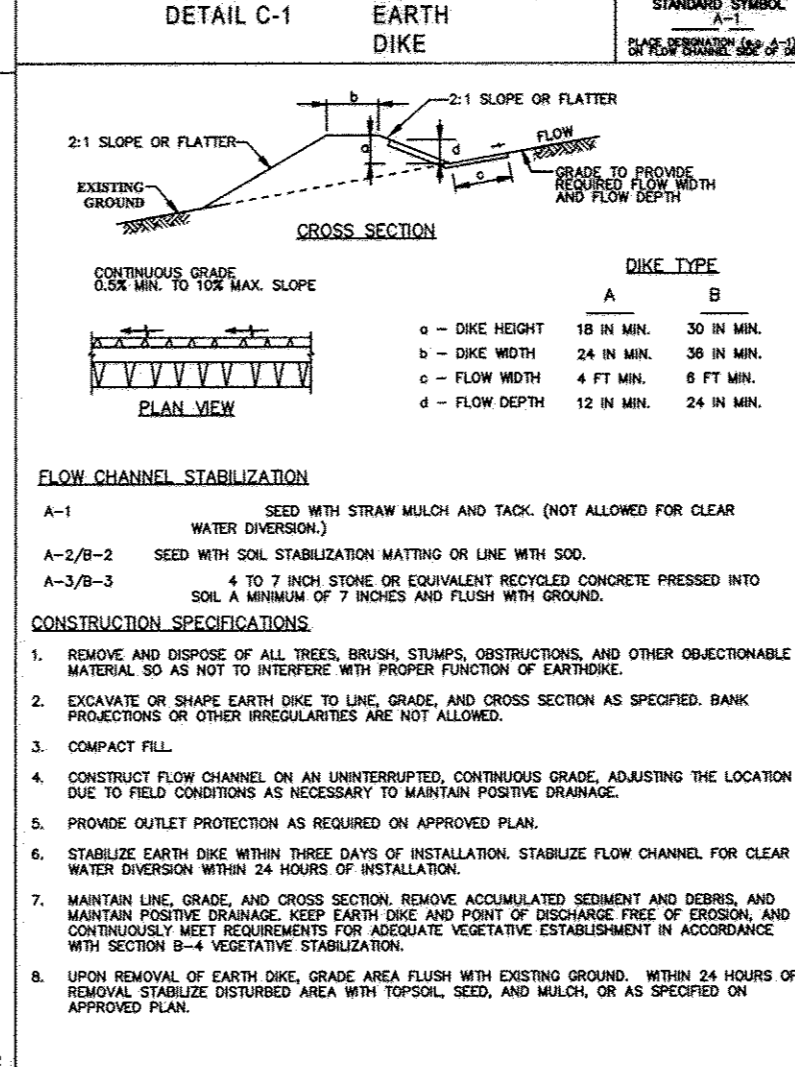 DETAIL C-1 EARTH
DIKE
STANDARD SYMBOL
A-1
PLACE DESIGNATION (e.g. A-1)
ON FLOW CHANNEL SIDE OF
b
2:1 SLOPE OR FLATTER
2:1 SLOPE OR FLATTER
a
d
FLOW
EXISTING
GROUND
c
GRADE TO PROVIDE
REQUIRED FLOW WIDTH
AND FLOW DEPTH
CROSS SECTION
CONTINUOUS GRADE
0.5% MIN. TO 10% MAX. SLOPE
PLAN VIEW
DIKE TYPE
A B
a - DIKE HEIGHT 18 IN MIN. 30 IN MIN.
b - DIKE WIDTH 24 IN MIN. 36 IN MIN.
c - FLOW WIDTH 4 FT MIN. 6 FT MIN.
d - FLOW DEPTH 12 IN MIN. 24 IN MIN.
FLOW CHANNEL STABILIZATION
A-1 SEED WITH STRAW MULCH AND TACK. (NOT ALLOWED FOR CLEAR
WATER DIVERSION.)
A-2/B-2 SEED WITH SOIL STABILIZATION MATTING OR LINE WITH SOD.
A-3/B-3 4 TO 7 INCH STONE OR EQUIVALENT RECYCLED CONCRETE PRESSED INTO
SOIL A MINIMUM OF 7 INCHES AND FLUSH WITH GROUND.
CONSTRUCTION SPECIFICATIONS
1. REMOVE AND DISPOSE OF ALL TREES, BRUSH, STUMPS, OBSTRUCTIONS, AND OTHER OBJECTIONABLE
MATERIAL SO AS NOT TO INTERFERE WITH PROPER FUNCTION OF EARTHDIKE.
2. EXCAVATE OR SHAPE EARTH DIKE TO LINE, GRADE, AND CROSS SECTION AS SPECIFIED. BANK
PROJECTIONS OR OTHER IRREGULARITIES ARE NOT ALLOWED.
3. COMPACT FILL.
4. CONSTRUCT FLOW CHANNEL ON AN UNINTERRUPTED, CONTINUOUS GRADE, ADJUSTING THE LOCATION
DUE TO FIELD CONDITIONS AS NECESSARY TO MAINTAIN POSITIVE DRAINAGE.
5. PROVIDE OUTLET PROTECTION AS REQUIRED ON APPROVED PLAN.
6. STABILIZE EARTH DIKE WITHIN THREE DAYS OF INSTALLATION. STABILIZE FLOW CHANNEL FOR CLEAR
WATER DIVERSION WITHIN 24 HOURS OF INSTALLATION.
7. MAINTAIN LINE, GRADE, AND CROSS SECTION. REMOVE ACCUMULATED SEDIMENT AND DEBRIS, AND
MAINTAIN POSITIVE DRAINAGE. KEEP EARTH DIKE AND POINT OF DISCHARGE FREE OF EROSION, AND
CONTINUOUSLY MEET REQUIREMENTS FOR ADEQUATE VEGETATIVE ESTABLISHMENT IN ACCORDANCE
WITH SECTION B-4 VEGETATIVE STABILIZATION.
8. UPON REMOVAL OF EARTH DIKE, GRADE AREA FLUSH WITH EXISTING GROUND. WITHIN 24 HOURS OF
REMOVAL STABILIZE DISTURBED AREA WITH TOPSOIL, SEED, AND MULCH, OR AS SPECIFIED ON
APPROVED PLAN.